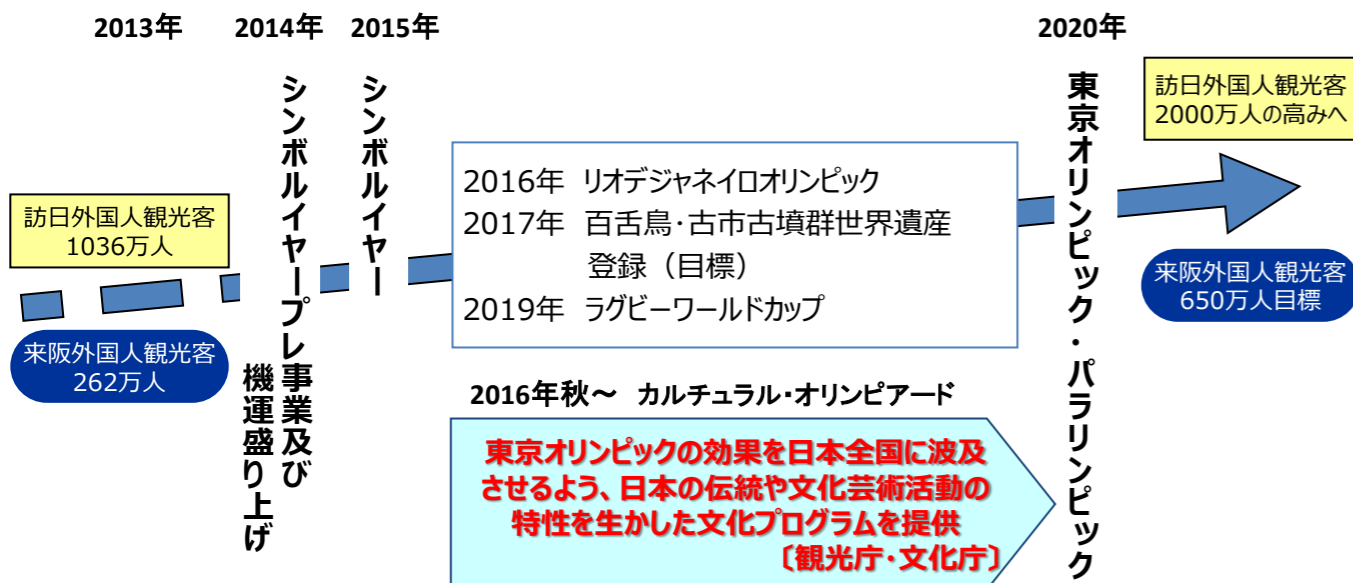 2013年
2014年
2015年
2020年
シンボルイヤープレ事業及び
機運盛り上げ
シンボルイヤー
東京オリンピック・パラリンピック
訪日外国人観光客
1036万人
来阪外国人観光客
262万人
2016年 リオデジャネイロオリンピック
2017年 百舌鳥・古市古墳群世界遺産
登録（目標）
2019年 ラグビーワールドカップ
2016年秋～ カルチュラル・オリンピアード
東京オリンピックの効果を日本全国に波及
させるよう、日本の伝統や文化芸術活動の
特性を生かした文化プログラムを提供
〔観光庁・文化庁〕
訪日外国人観光客
2000万人の高みへ
来阪外国人観光客
650万人目標